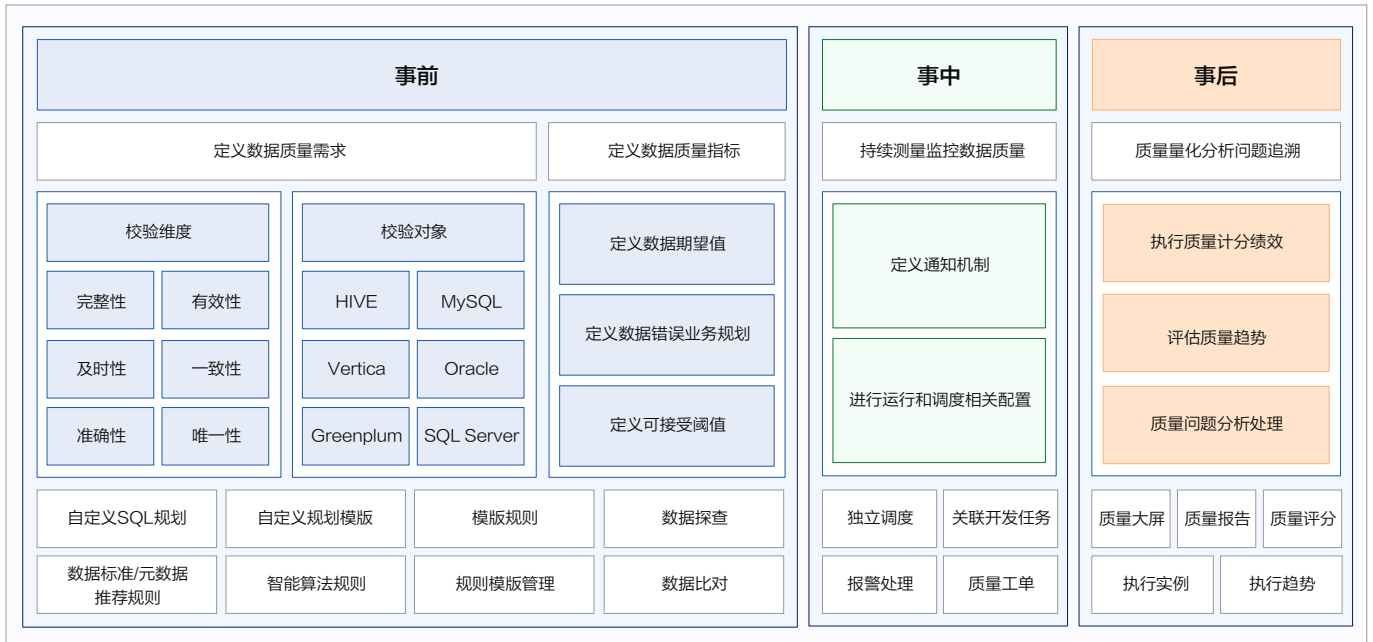 事前
定义数据质量需求
定义数据质量指标
校验维度
完整性
有效性
及时性
一致性
准确性
唯一性
校验对象
HIVE
MySQL
Vertica
Oracle
Greenplum
SQL Server
定义数据期望值
定义数据错误业务规划
定义可接受阈值
自定义SQL规划
自定义规划模版
模版规则
数据探查
数据标准/元数据
推荐规则
智能算法规则
规则模版管理
数据比对
事中
持续测量监控数据质量
定义通知机制
进行运行和调度相关配置
独立调度
关联开发任务
报警处理
质量工单
事后
质量量化分析问题追溯
执行质量计分绩效
评估质量趋势
质量问题分析处理
质量大屏
质量报告
质量评分
执行实例
执行趋势